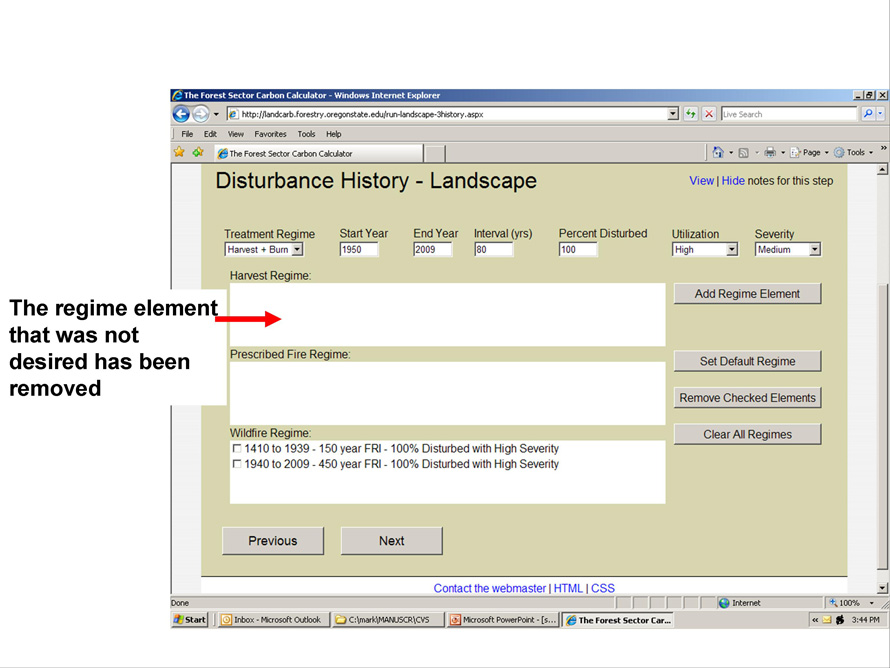 The Forest Sector Carbon Calculator - Windows Internet Explorer
http://landcarb.forestry.oregonstate.edu/run-landscape-3history.aspx
Live Search
File Edit View Favorites Tools Help
The Forest Sector Carbon Calculator
Page Tools »
Disturbance History - Landscape
View | Hide notes for this step
Treatment Regime Start Year End Year Interval (yrs) Percent Disturbed Utilization Severity
Harvest + Burn 1950 2009 80 100 High Medium
Harvest Regime:
Add Regime Element
The regime element
that was not
desired has been
removed
Prescribed Fire Regime:
Set Default Regime
Remove Checked Elements
Wildfire Regime:
Clear All Regimes
1410 to 1939 - 150 year FRI - 100% Disturbed with High Severity
1940 to 2009 - 450 year FRI - 100% Disturbed with High Severity
Previous Next
Contact the webmaster | HTML | CSS
Done Internet 100%
Start Inbox - Microsoft Outlook C:\mark\MANUSCR\CVS Microsoft PowerPoint - [s... The Forest Sector Car... « 3:44 PM